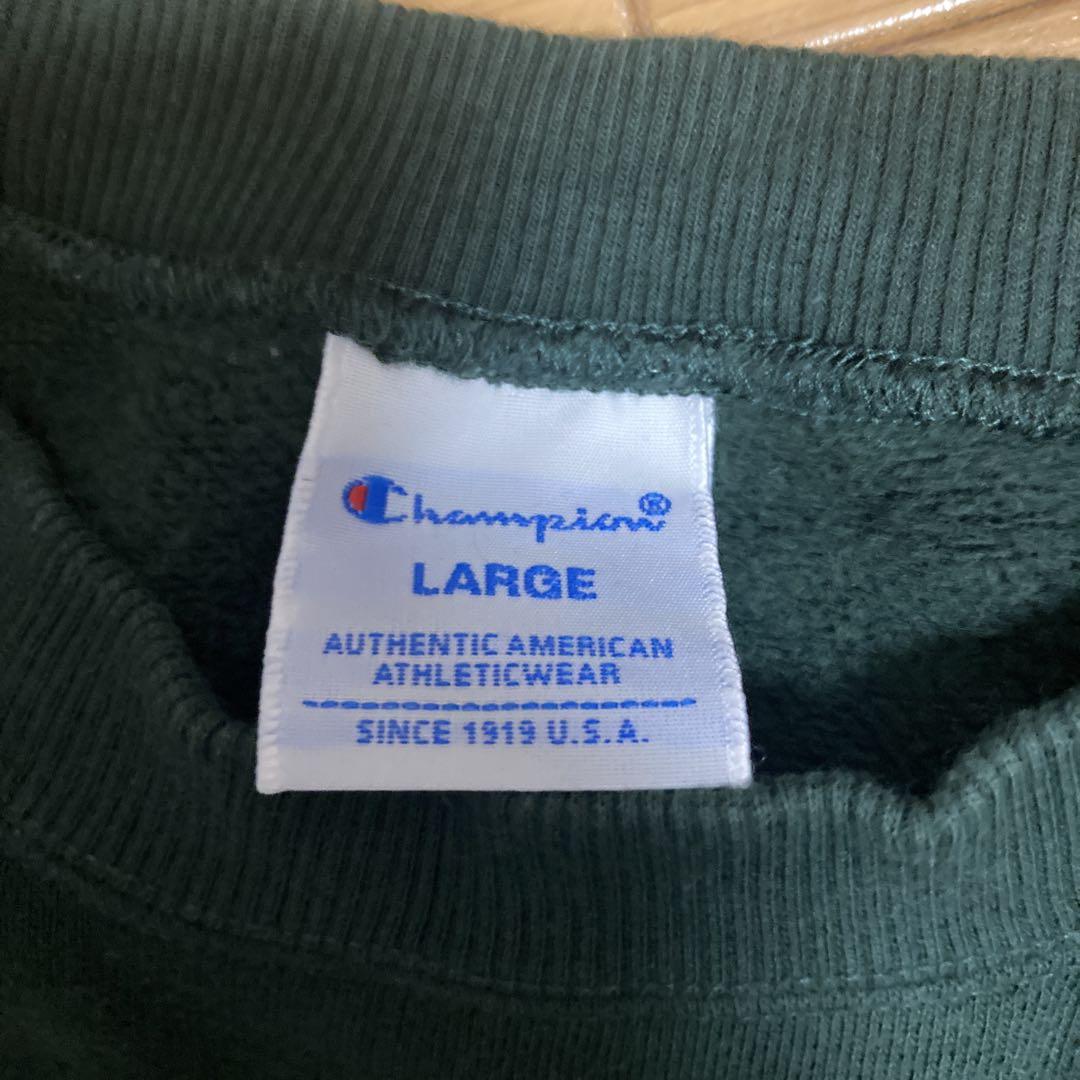 Champion®
LARGE
AUTHENTIC AMERICAN
ATHLETICWEAR
SINCE 1919 U.S.A.